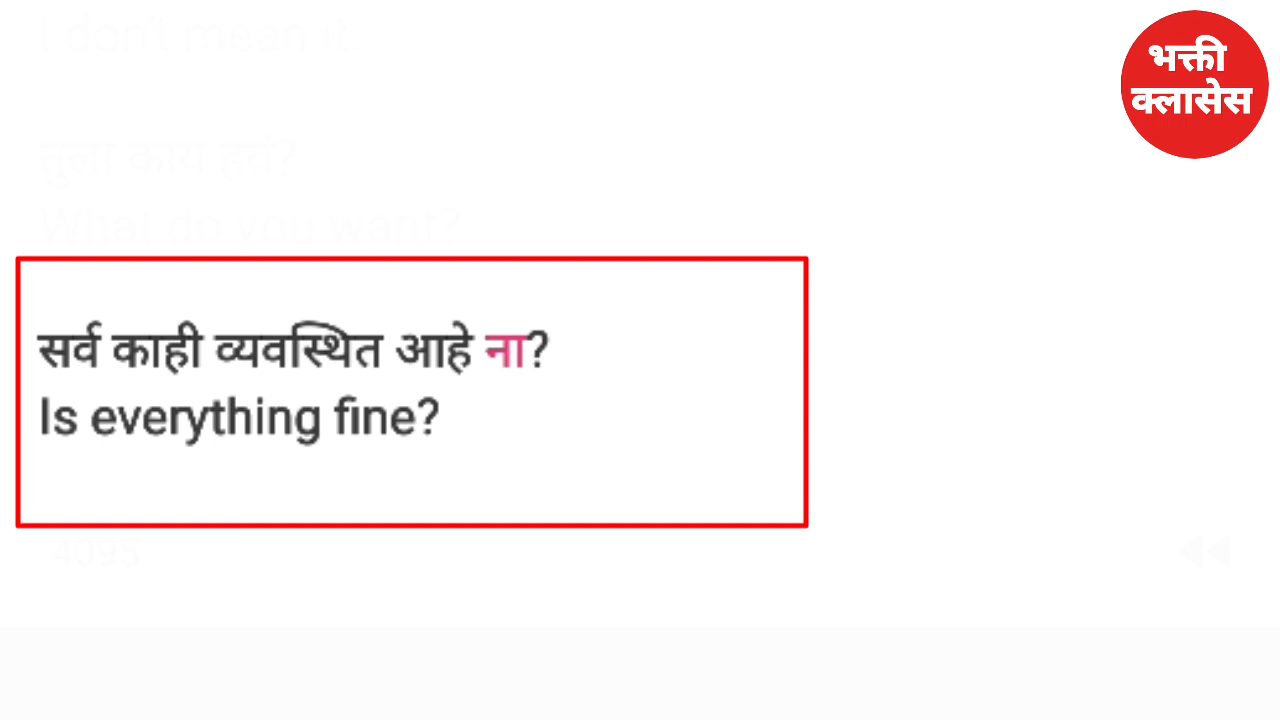 I don't mean it.
भक्ती
क्लासेस
तुला काय हवं?
What do you want?
सर्व काही व्यवस्थित आहे ना?
Is everything fine?
4095